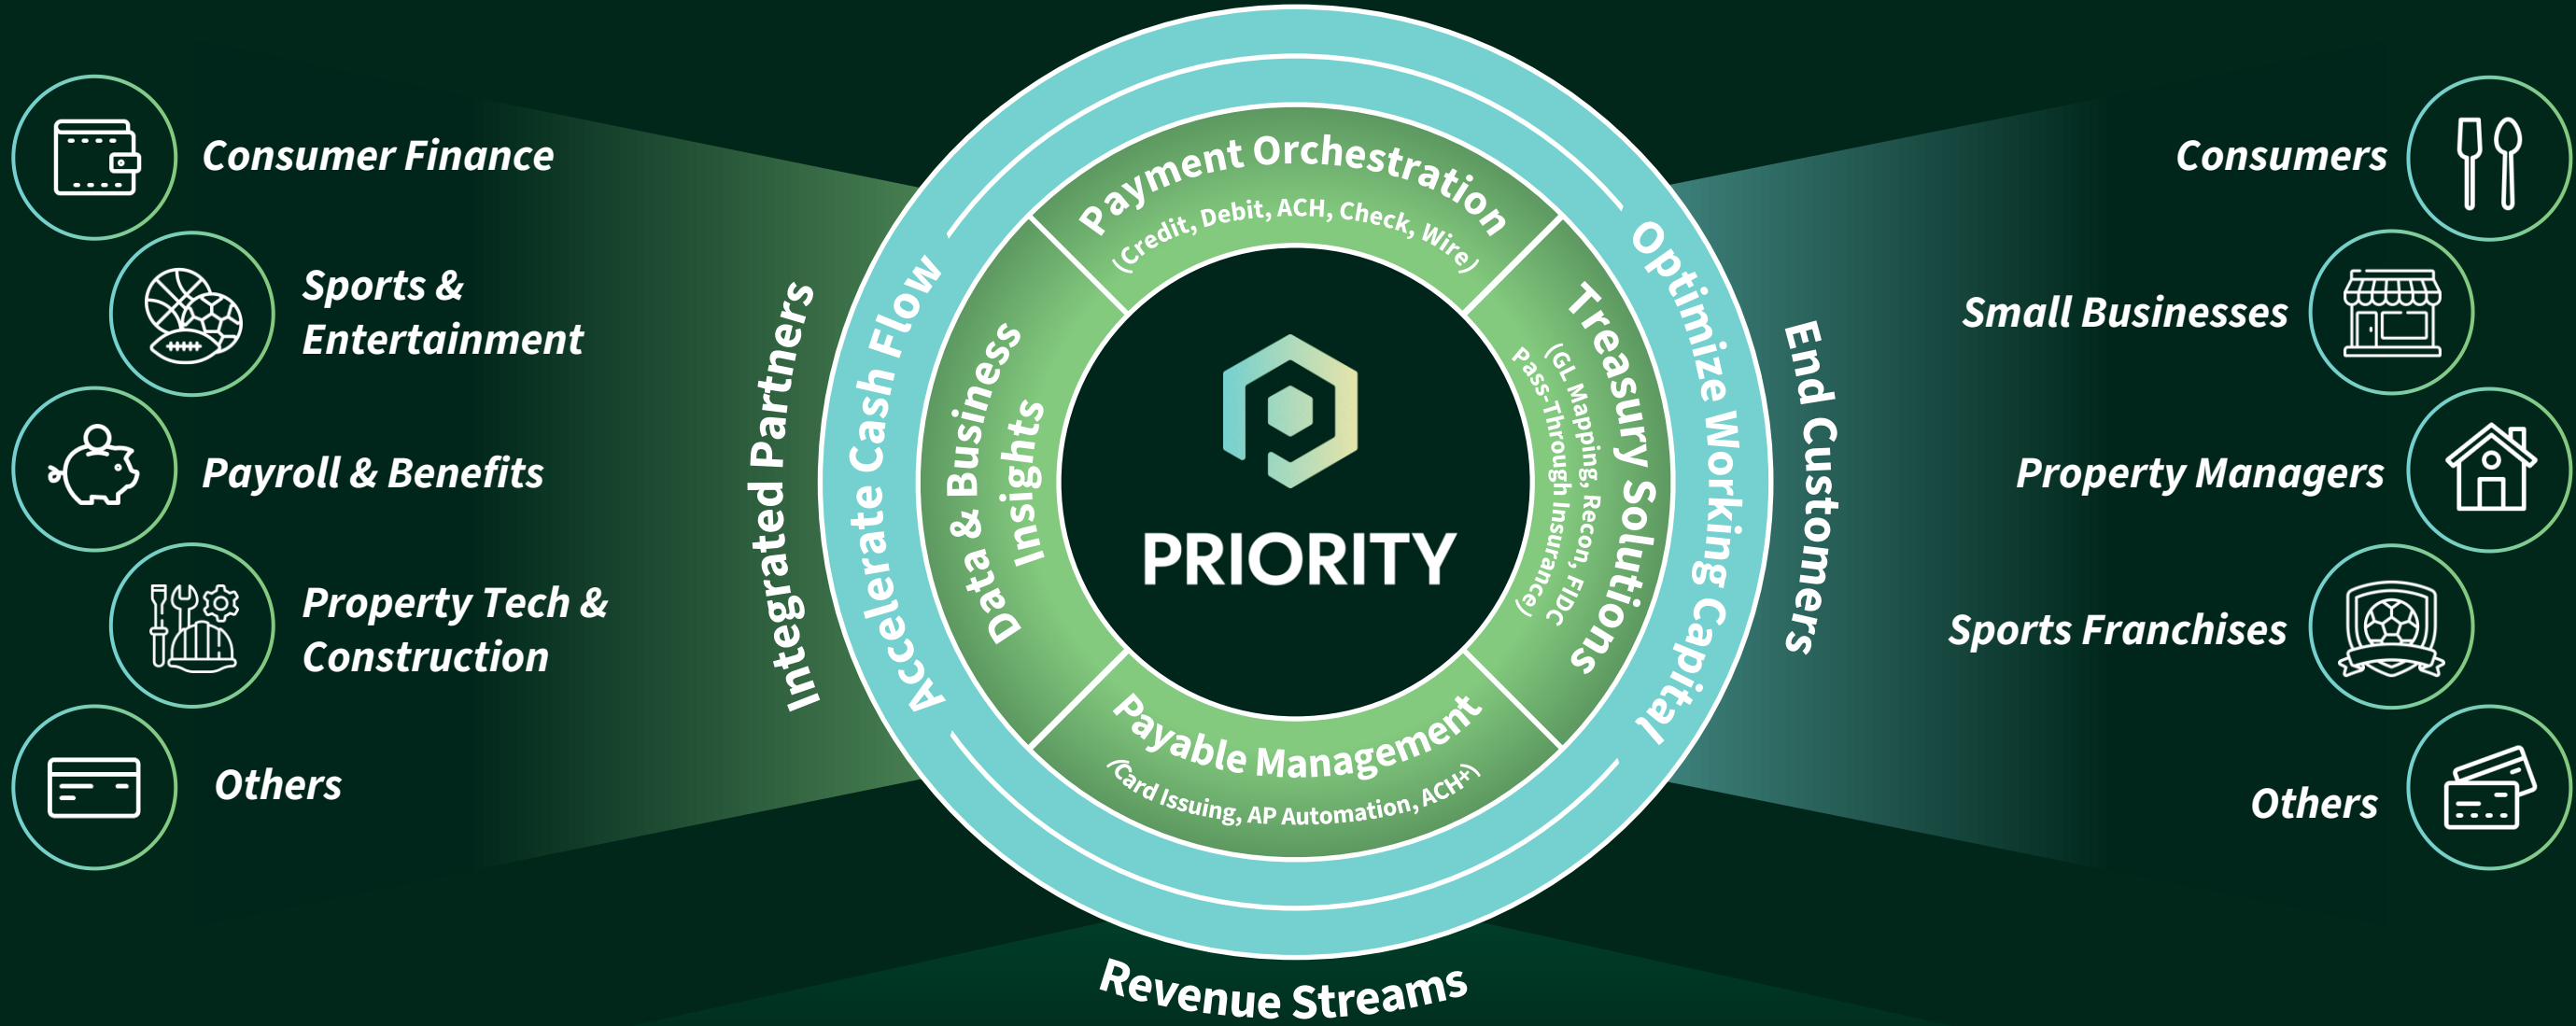 Consumer Finance
Sports &
Entertainment
Payroll & Benefits
Property Tech &
Construction
Others
Integrated Partners
Accelerate Cash Flow
Optimize Working Capital
Payment Orchestration
(Credit, Debit, ACH, Check, Wire)
Data & Business
Insights
Treasury Solutions
(GL Mapping, Recon, FIDC
Pass-Through Insurance)
Payable Management
(Card Issuing, AP Automation, ACH+)
PRIORITY
End Customers
Consumers
Small Businesses
Property Managers
Sports Franchises
Others
Revenue Streams